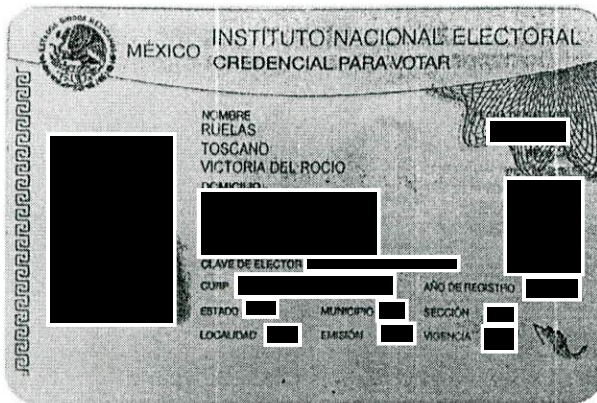 MÉXICO
INSTITUTO NACIONAL ELECTORAL
CREDENCIAL PARA VOTAR
NOMBRE
RUELAS
TOSCANO
VICTORIA DEL ROCIO
DOMICILIO
CLAVE DE ELECTOR
CURP
AÑO DE REGISTRO
ESTADO
MUNICIPIO
SECCIÓN
LOCALIDAD
EMISIÓN
VIGENCIA